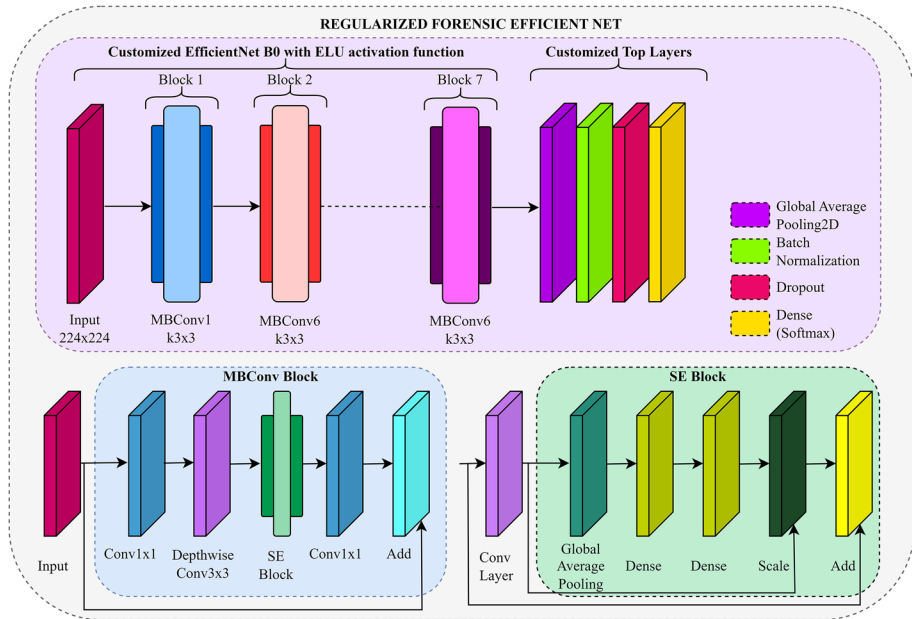 REGULARIZED FORENSIC EFFICIENT NET
Customized EfficientNet B0 with ELU activation function
Customized Top Layers
Block 1
Block 2
Block 7
Input
224x224
MBConv1
k3x3
MBConv6
k3x3
MBConv6
k3x3
Global Average
Pooling2D
Batch
Normalization
Dropout
Dense
(Softmax)
MBConv Block
Input
Conv1x1
Depthwise
Conv3x3
SE
Block
Conv1x1
Add
SE Block
Conv
Layer
Global
Average
Pooling
Dense
Dense
Scale
Add